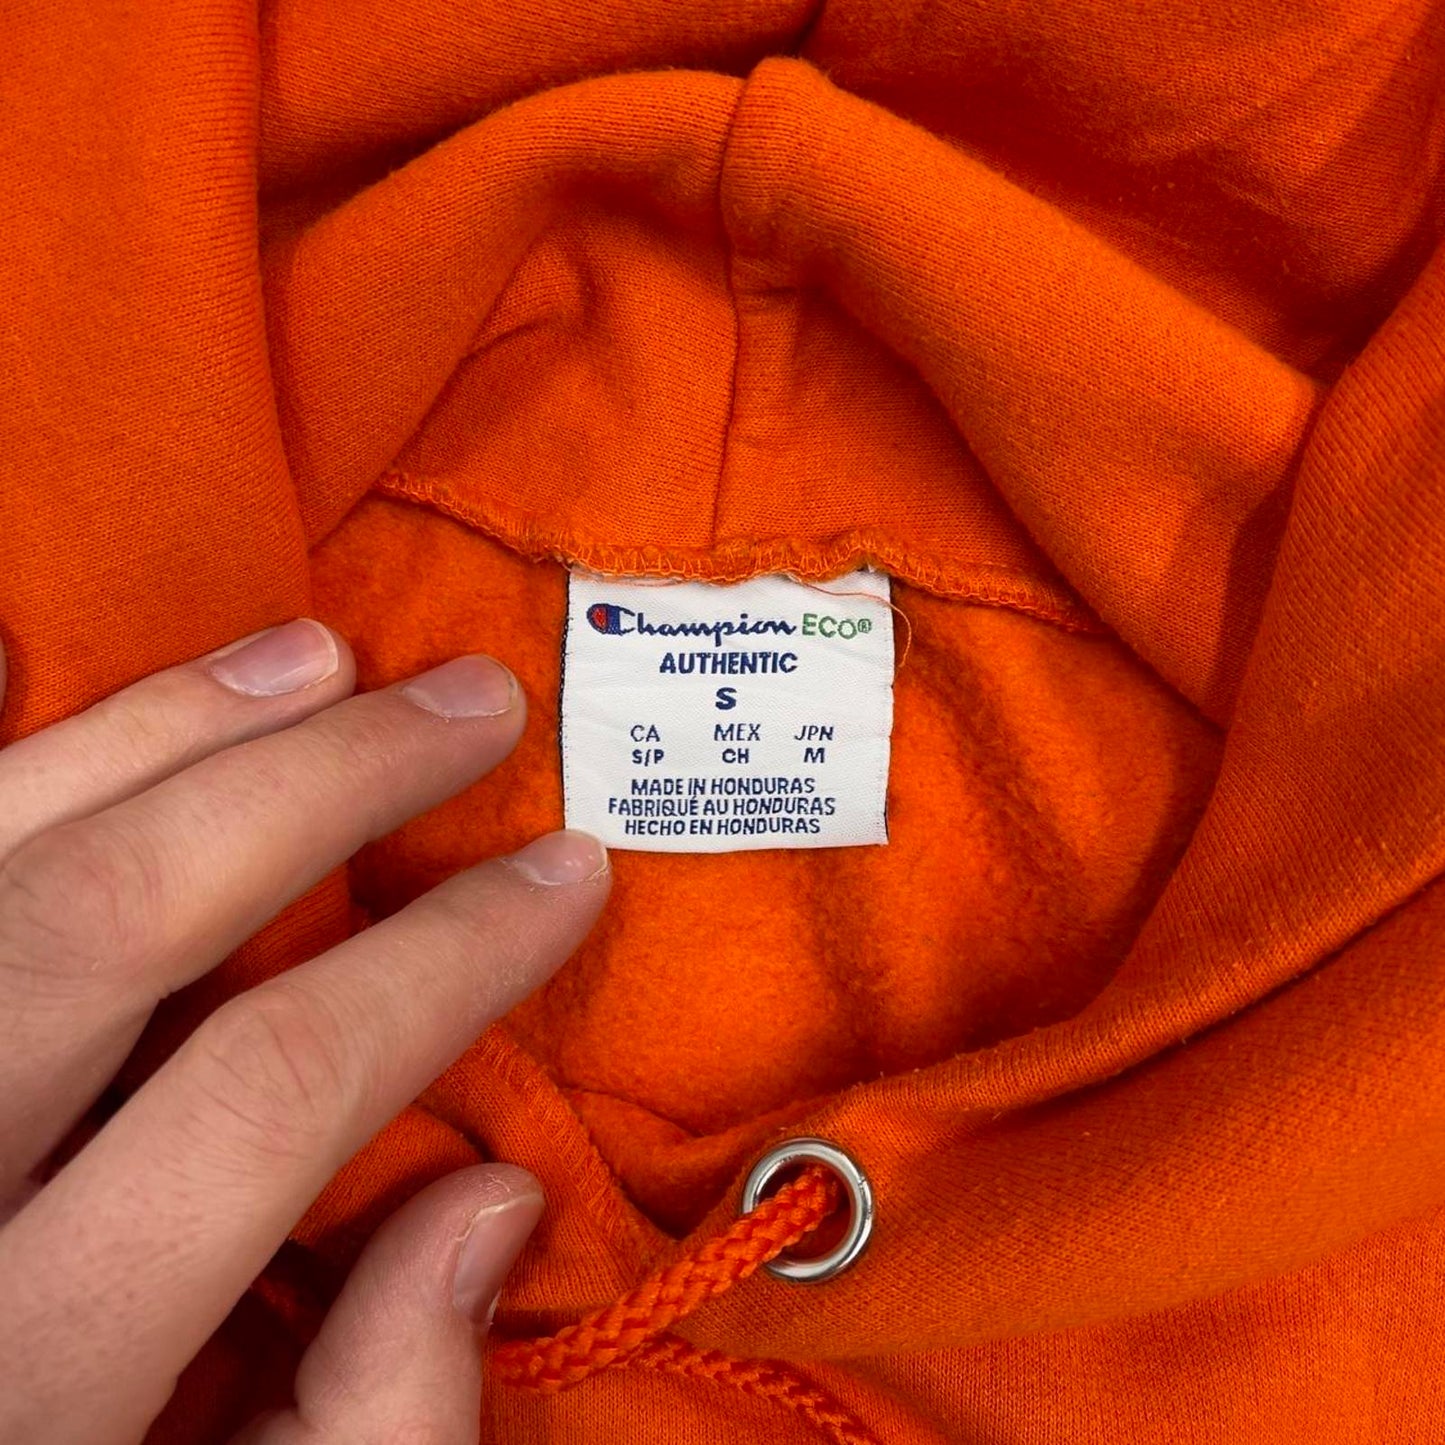 Champion ECO®
AUTHENTIC
S
CA MEX JPN
S/P CH M
MADE IN HONDURAS
FABRIQUÉ AU HONDURAS
HECHO EN HONDURAS